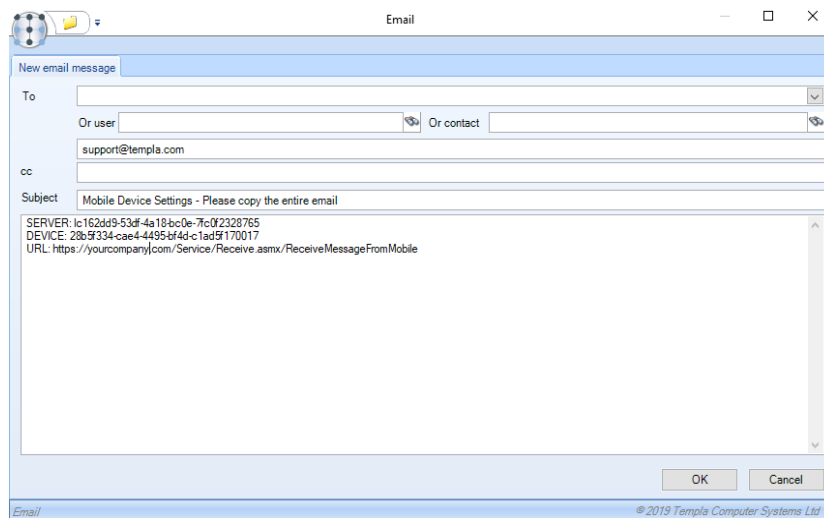 Email
New email message
To
Or user
Or contact
support@templa.com
cc
Subject
Mobile Device Settings - Please copy the entire email
SERVER: lc162dd9-53df-4a18-bc0e-7fc0f2328765
DEVICE: 28b5f334-cae4-4495-bf4d-c1ad5f170017
URL: https://yourcompany.com/Service/Receive.asmx/ReceiveMessageFromMobile
OK
Cancel
Email
© 2019 Templa Computer Systems Ltd